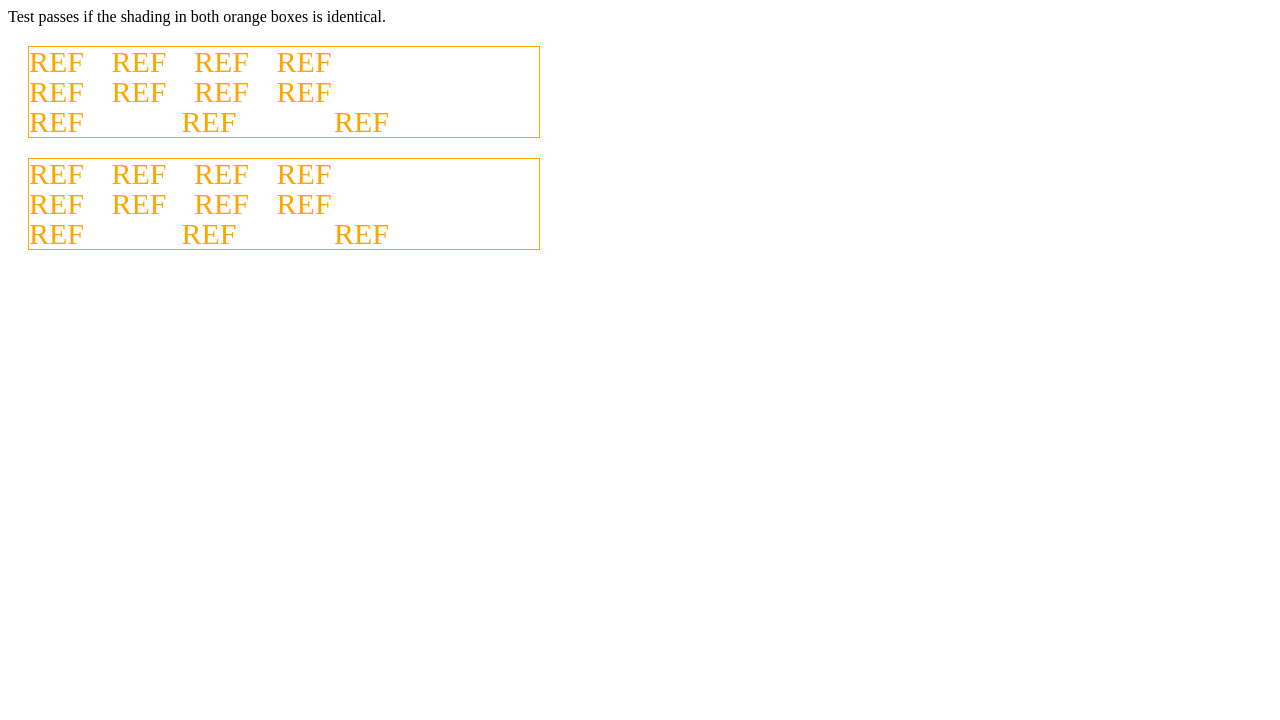 Test passes if the shading in both orange boxes is identical.
REF REF REF REF
REF REF REF REF
REF REF REF
REF REF REF REF
REF REF REF REF
REF REF REF